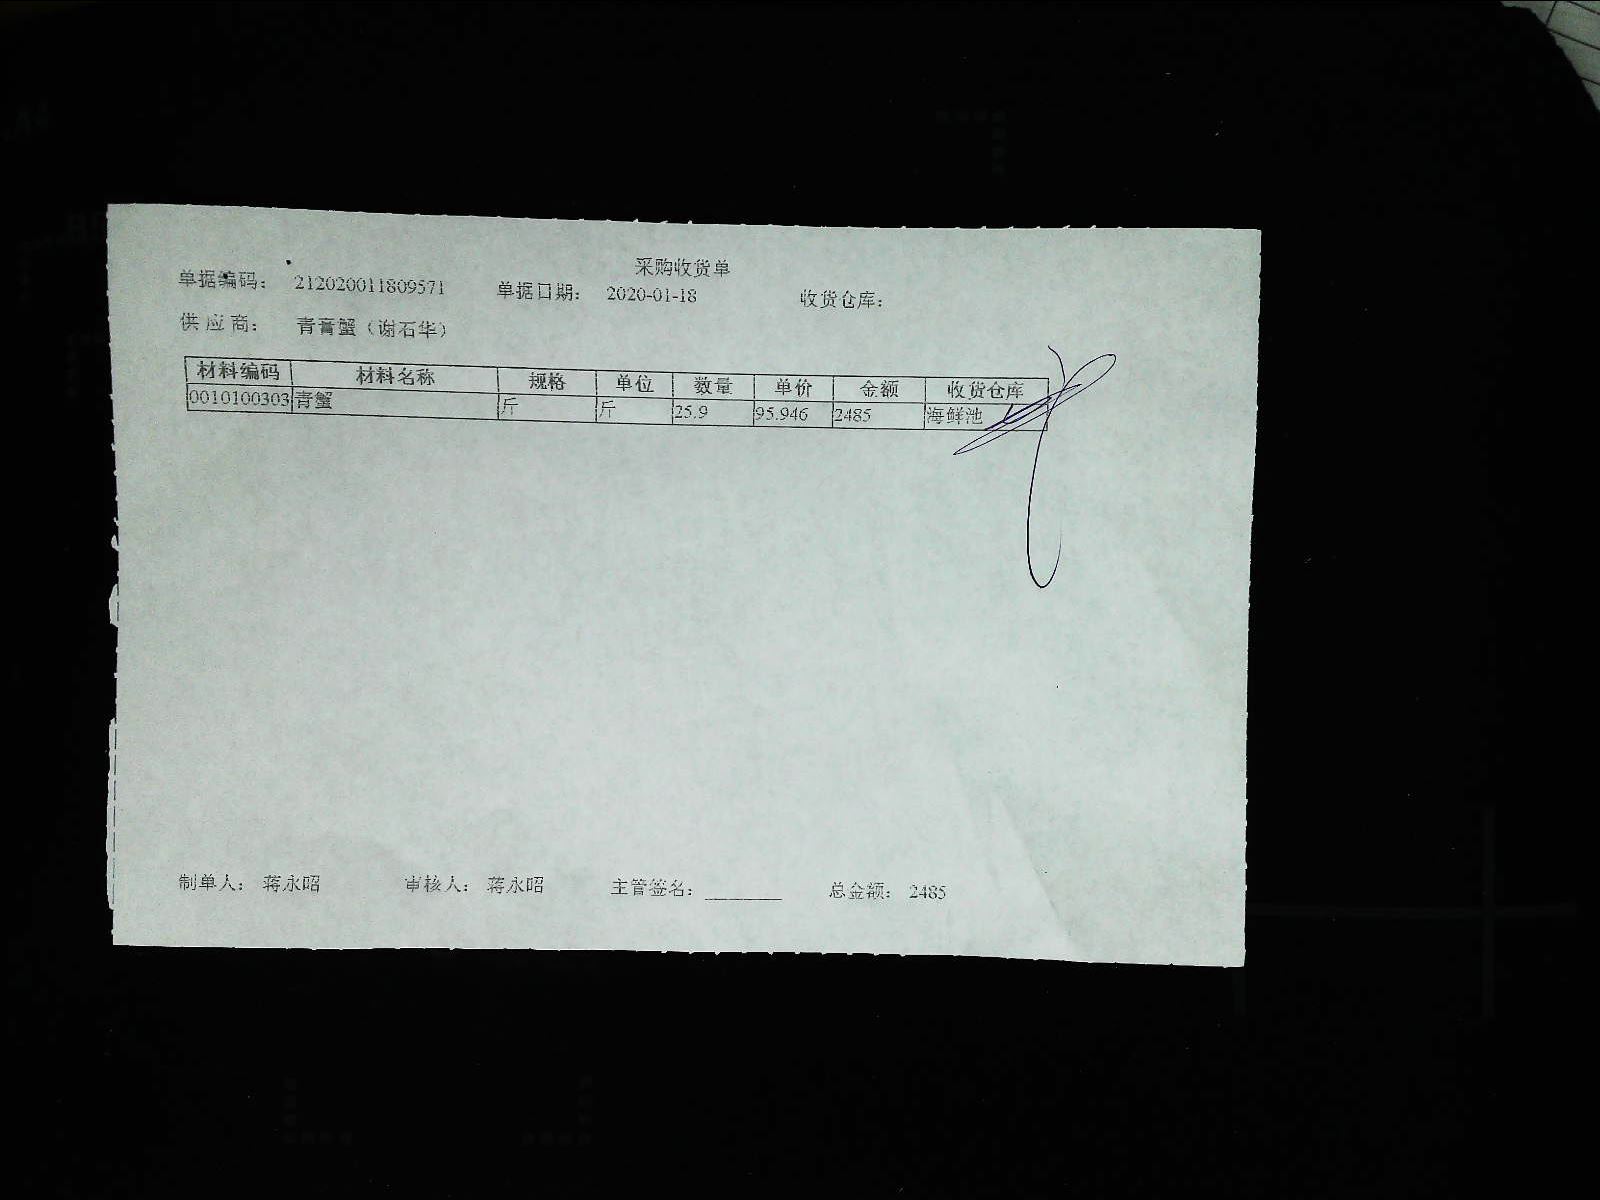 采购收货单
单据编码： 212020011809571 单据日期： 2020-01-18 收货仓库：
供应商： 青膏蟹（谢石华）
材料编码 材料名称 规格 单位 数量 单价 金额 收货仓库
0010100303 青蟹 斤 斤 25.9 95.946 2485 海鲜池
制单人： 蒋永昭 审核人： 蒋永昭 主管签名： 总金额： 2485